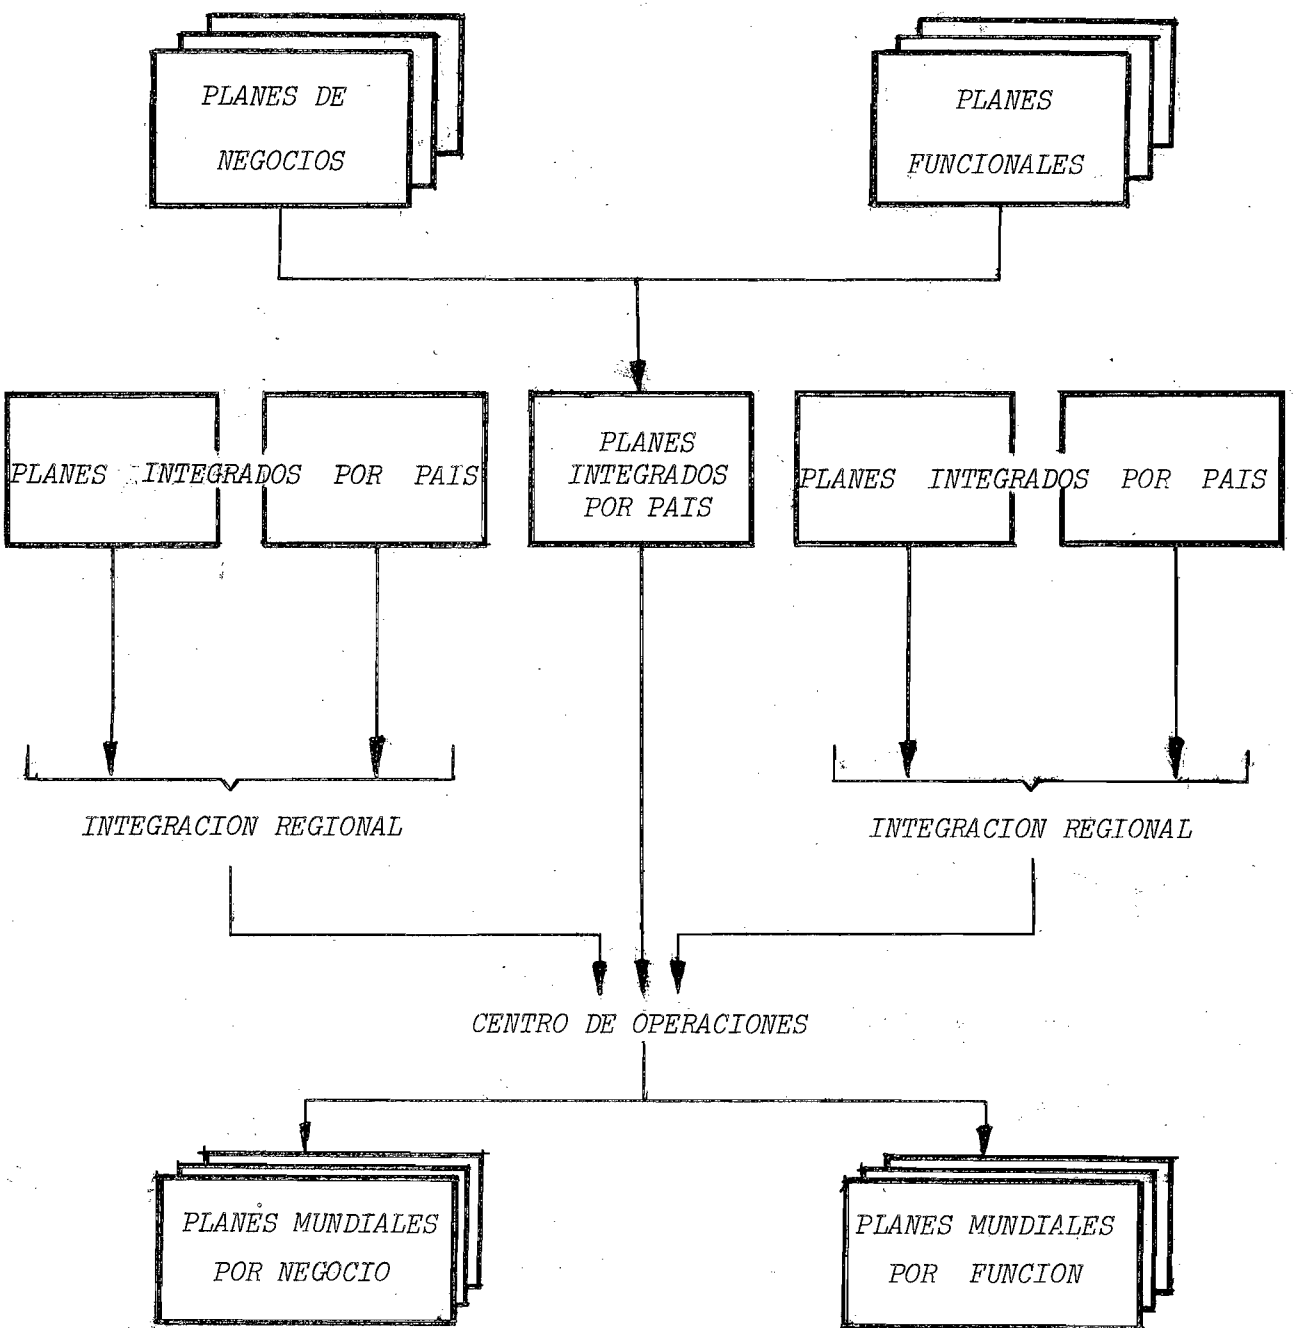 PLANES DE
NEGOCIOS
PLANES
FUNCIONALES
PLANES INTEGRADOS POR PAIS
PLANES
INTEGRADOS
POR PAIS
PLANES INTEGRADOS POR PAIS
INTEGRACION REGIONAL
INTEGRACION REGIONAL
CENTRO DE OPERACIONES
PLANES MUNDIALES
POR NEGOCIO
PLANES MUNDIALES
POR FUNCION